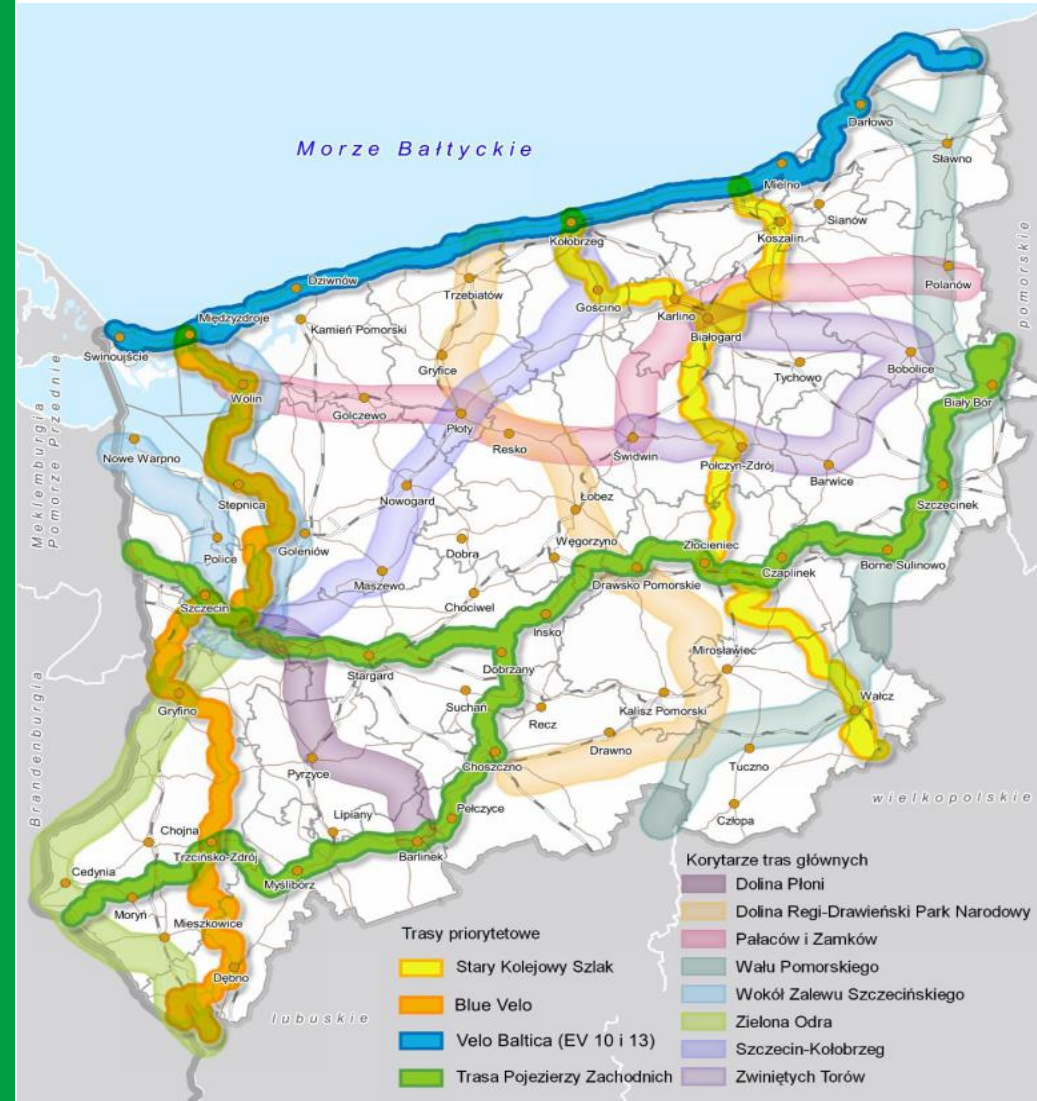 Morze Bałtyckie
Darłowo
Sławno
Mielno
Sianów
Kołobrzeg
Koszalin
pomorskie
Dziwnów
Trzebiatów
Gościno
Karlino
Polanów
Międzyzdroje
Kamień Pomorski
Białogard
Świnoujście
Gryfice
Tychowo
Bobolice
Wolin
Golczewo
Biały Bór
Płoty
Resko
Świdwin
Meklemburgia
Pomorze Przednie
Nowe Warpno
Połczyn-Zdrój
Barwice
Stepnica
Nowogard
Łobez
Szczecinek
Police
Goleniów
Dobra
Węgorzyno
Złocieniec
Maszewo
Drawsko Pomorskie
Czaplinek
Borne Sulinowo
Szczecin
Chociwel
Insko
Stargard
Dobrzany
Mirosławiec
Brandenburgia
Gryfino
Suchań
Recz
Kalisz Pomorski
Wałcz
Drawno
Pyrzyce
Choszczno
Tuczno
wielkopolskie
Pełczyce
Człopa
Lipiany
Chojna
Trzcińsko-Zdrój
Barlinek
Cedynia
Myślibórz
Moryń
Mieszkowice
Dębno
lubuskie
Trasy priorytetowe
Stary Kolejowy Szlak
Blue Velo
Velo Baltica (EV 10 i 13)
Trasa Pojezierzy Zachodnich
Korytarze tras głównych
Dolina Płoni
Dolina Regi-Drawieński Park Narodowy
Pałaców i Zamków
Wału Pomorskiego
Wokół Zalewu Szczecińskiego
Zielona Odra
Szczecin-Kołobrzeg
Zwiniętych Torów